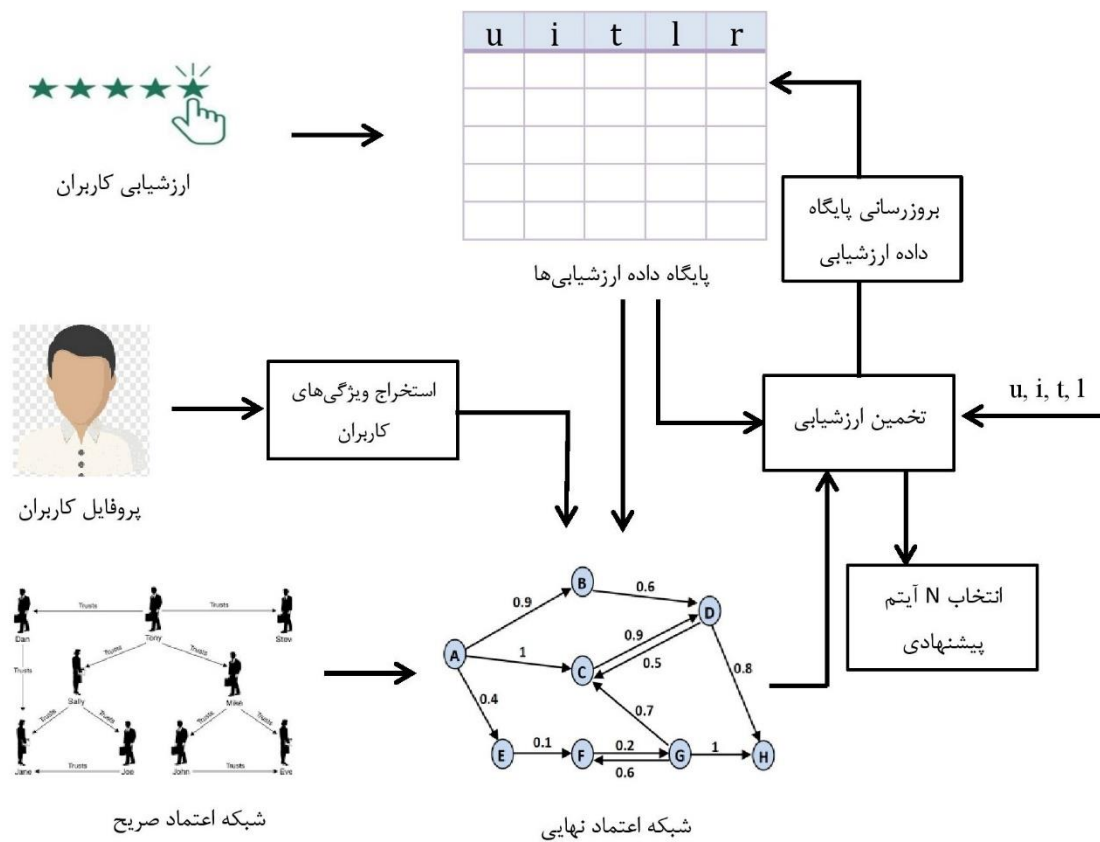 u i t l r
ارزشیابی کاربران
بروزرسانی پایگاه
داده ارزشیابی
پایگاه داده ارزشیابی‌ها
استخراج ویژگی‌های
کاربران
تخمین ارزشیابی
u, i, t, l
پروفایل کاربران
انتخاب N آیتم
پیشنهادی
Trusts
Trusts
Dan
Tony
Stev
Trusts
Trusts
Trusts
Sally
Mike
Trusts
Trusts
Trusts
Trusts
Trusts
Trusts
Jane
Joe
John
Eve
B
0.6
0.9
D
A
1
0.9
C
0.5
0.8
0.4
0.7
E
0.1
F
0.2
G
1
H
0.6
شبکه اعتماد صریح
شبکه اعتماد نهایی